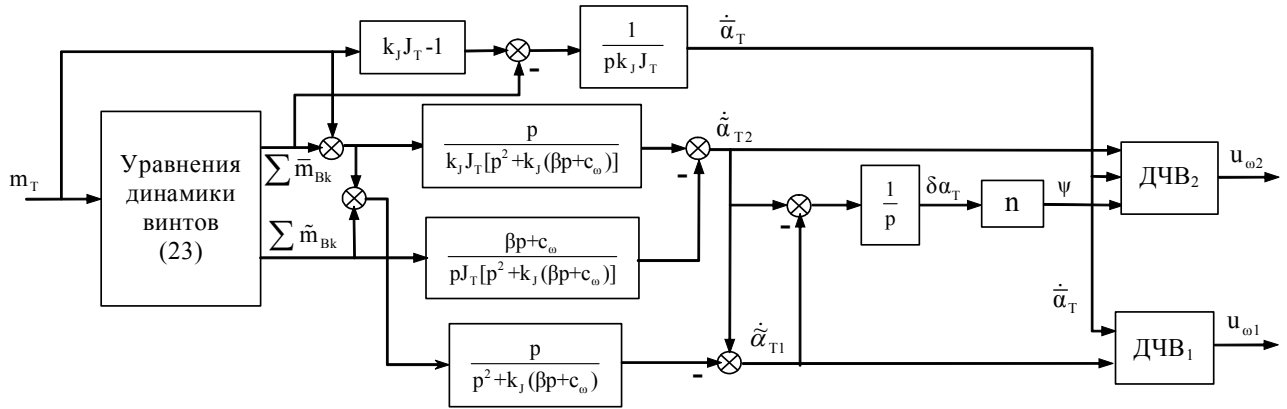 k_J J_T -1
-
1
pk_J J_T
α̇̄_T
m_T
Уравнения
динамики
винтов
(23)
∑ m̄_Bk
∑ m̃_Bk
p
k_J J_T [p²+k_J (βp+c_ω)]
-
α̇̃_T2
βp+c_ω
pJ_T [p²+k_J (βp+c_ω)]
p
p²+k_J (βp+c_ω)
-
α̇̃_T1
-
1
p
δα_T
n
ψ
ДЧВ₂
u_ω2
α̇̄_T
ДЧВ₁
u_ω1